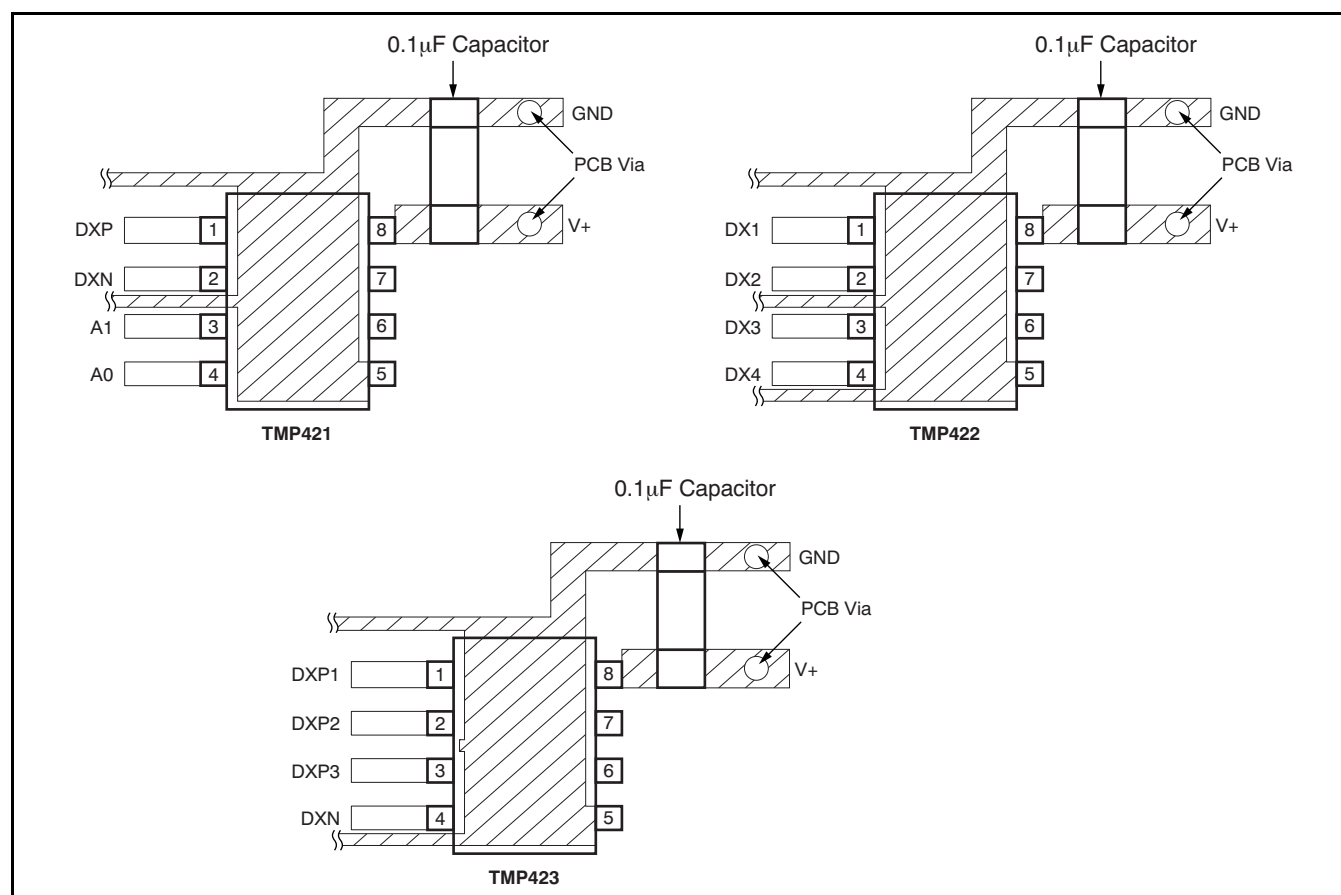 0.1μF Capacitor
GND
PCB Via
V+
DXP 1 8
DXN 2 7
A1 3 6
A0 4 5
TMP421
0.1μF Capacitor
GND
PCB Via
V+
DX1 1 8
DX2 2 7
DX3 3 6
DX4 4 5
TMP422
0.1μF Capacitor
GND
PCB Via
V+
DXP1 1 8
DXP2 2 7
DXP3 3 6
DXN 4 5
TMP423